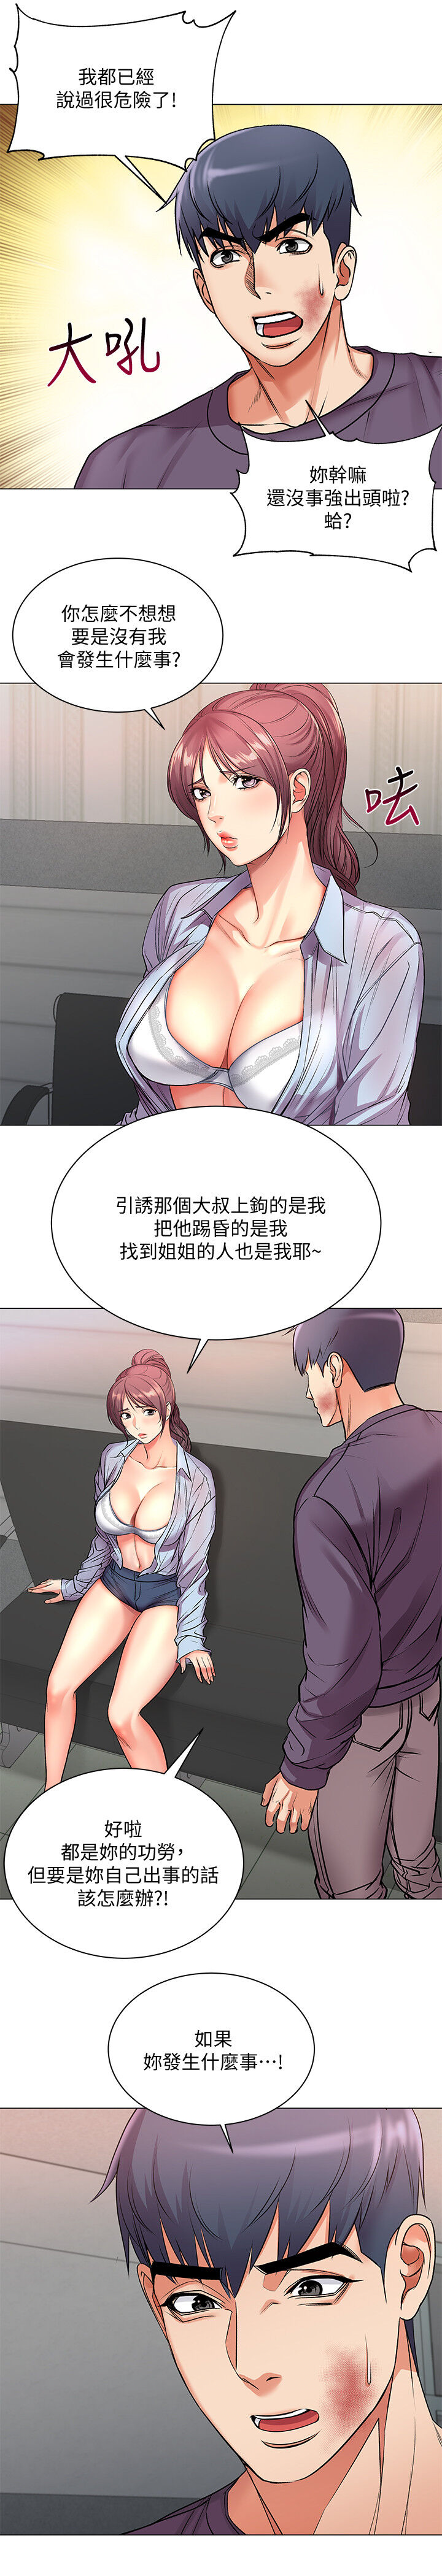 我都已經
說過很危險了!
大吼
妳幹嘛
還沒事強出頭啦?
蛤?
你怎麼不想想
要是沒有我
會發生什麼事?
呿
引誘那個大叔上鉤的是我
把他踢昏的是我
找到姐姐的人也是我耶~
好啦
都是妳的功勞,
但要是妳自己出事的話
該怎麼辦?!
如果
妳發生什麼事…!